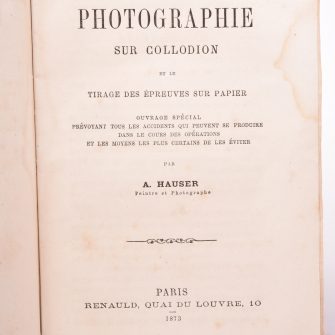 PHOTOGRAPHIE
SUR COLLODION
ET LE
TIRAGE DES ÉPREUVES SUR PAPIER
OUVRAGE SPÉCIAL
PRÉVOYANT TOUS LES ACCIDENTS QUI PEUVENT SE PRODUIRE
DANS LE COURS DES OPÉRATIONS
ET LES MOYENS LES PLUS CERTAINS DE LES ÉVITER
PAR
A. HAUSER
Peintre et Photographe
PARIS
RENAULD, QUAI DU LOUVRE, 10
1873